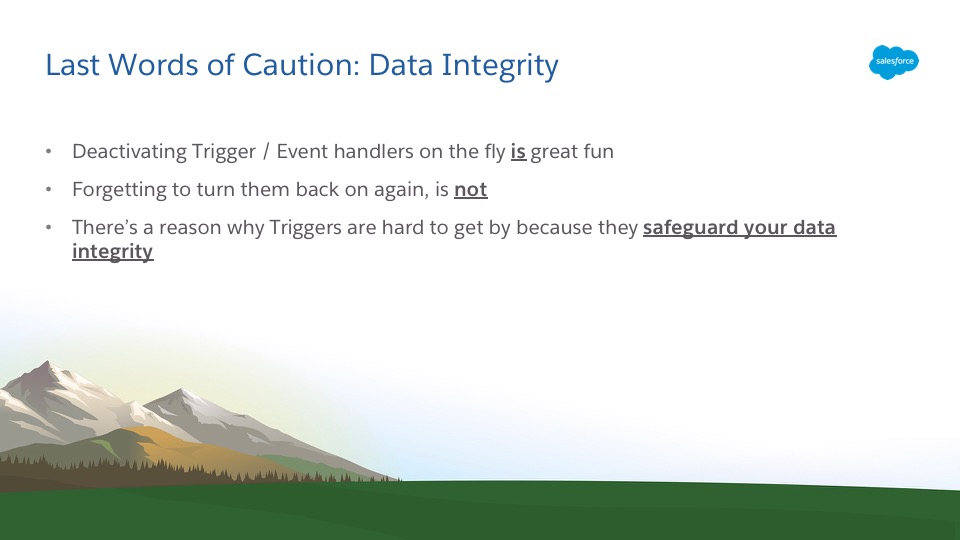 Last Words of Caution: Data Integrity
salesforce
• Deactivating Trigger / Event handlers on the fly is great fun
• Forgetting to turn them back on again, is not
• There’s a reason why Triggers are hard to get by because they safeguard your data
integrity